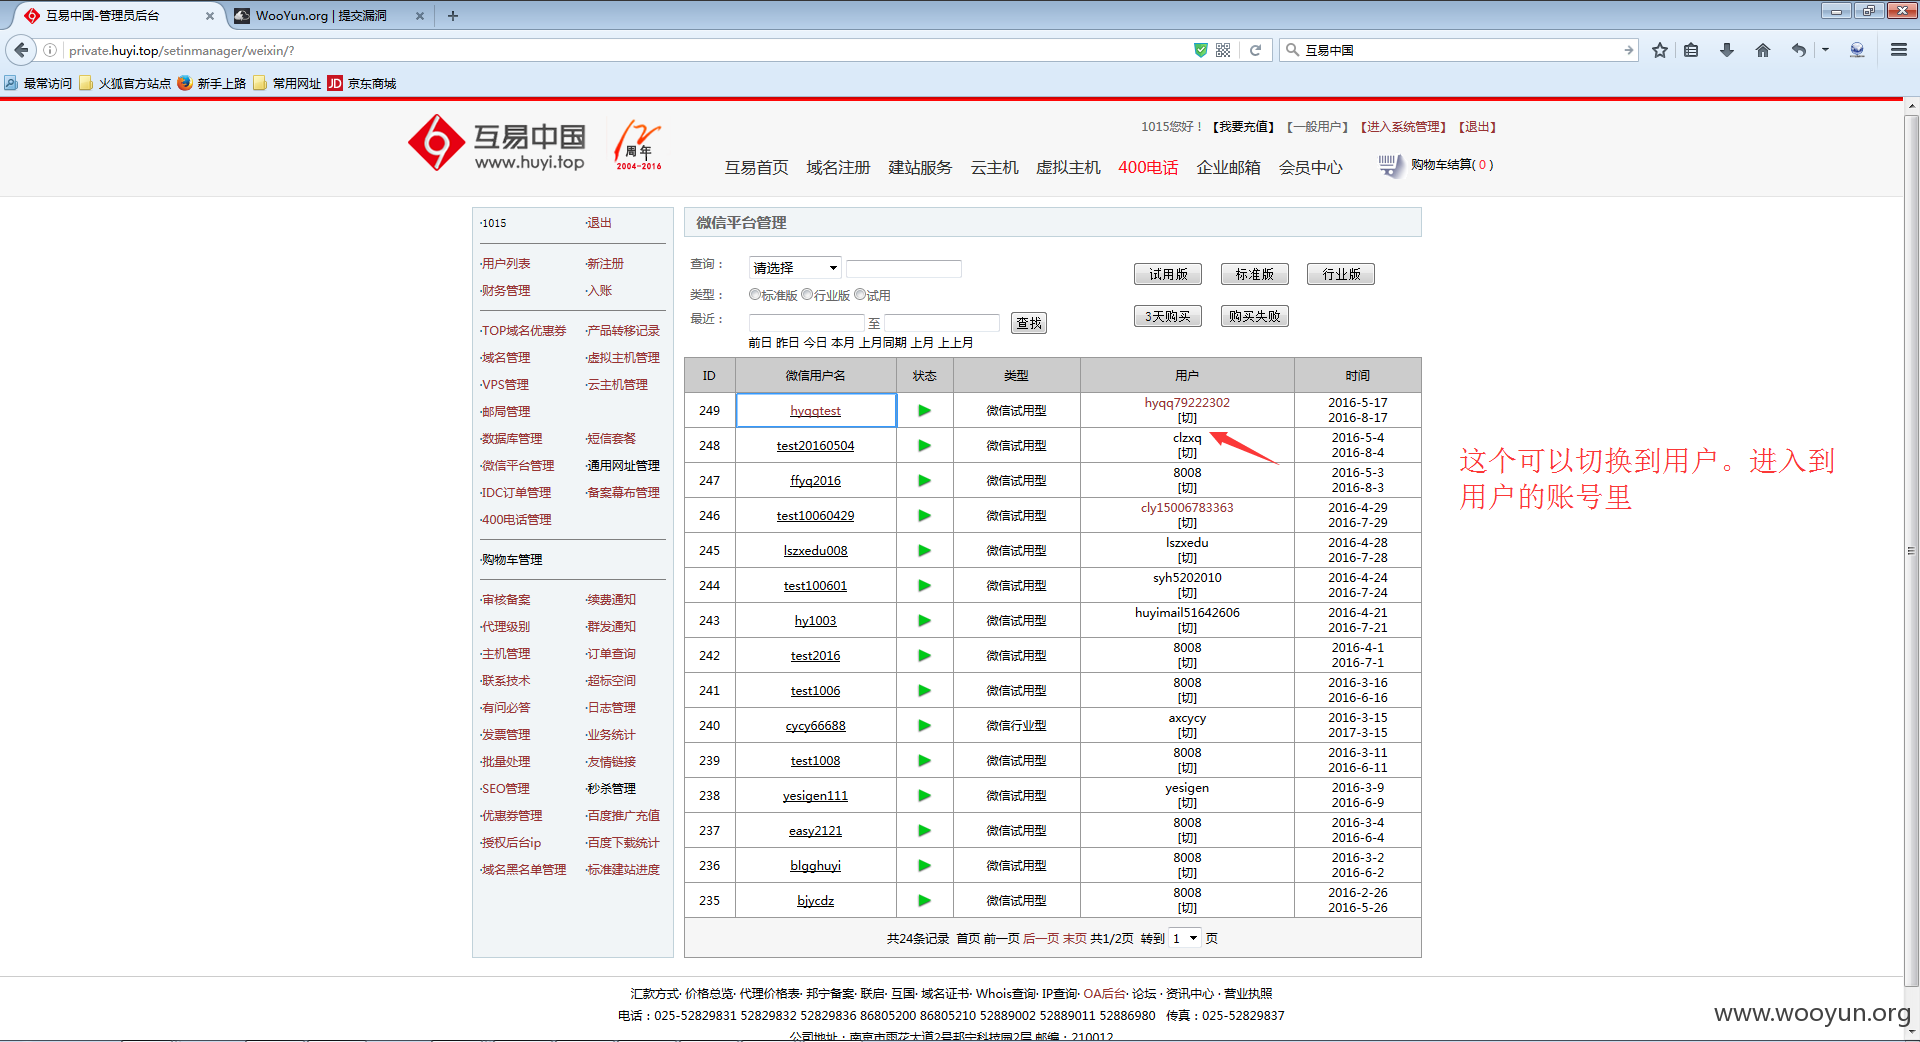 互易中国-管理员后台
WooYun.org | 提交漏洞
private.huyi.top/setinmanager/weixin/?
互易中国
最常访问 火狐官方站点 新手上路 常用网址 JD 京东商城
互易中国
www.huyi.top
12
周年
2004-2016
1015您好！【我要充值】 【一般用户】 【进入系统管理】 【退出】
互易首页 域名注册 建站服务 云主机 虚拟主机 400电话 企业邮箱 会员中心 购物车结算( 0 )
·1015 ·退出
·用户列表 ·新注册
·财务管理 ·入账
·TOP域名优惠券 ·产品转移记录
·域名管理 ·虚拟主机管理
·VPS管理 ·云主机管理
·邮局管理
·数据库管理 ·短信套餐
·微信平台管理 ·通用网址管理
·IDC订单管理 ·备案幕布管理
·400电话管理
·购物车管理
·审核备案 ·续费通知
·代理级别 ·群发通知
·主机管理 ·订单查询
·联系技术 ·超标空间
·有问必答 ·日志管理
·发票管理 ·业务统计
·批量处理 ·友情链接
·SEO管理 ·秒杀管理
·优惠券管理 ·百度推广充值
·授权后台ip ·百度下载统计
·域名黑名单管理 ·标准建站进度
微信平台管理
查询： 请选择
试用版 标准版 行业版
类型： 标准版 行业版 试用
最近： 至 查找
3天购买 购买失败
前日 昨日 今日 本月 上月同期 上月 上上月
ID 微信用户名 状态 类型 用户 时间
249 hyqqtest 微信试用型 hyqq79222302 [切] 2016-5-17 2016-8-17
248 test20160504 微信试用型 clzxq [切] 2016-5-4 2016-8-4
247 ffyq2016 微信试用型 8008 [切] 2016-5-3 2016-8-3
246 test10060429 微信试用型 cly15006783363 [切] 2016-4-29 2016-7-29
245 lszxedu008 微信试用型 lszxedu [切] 2016-4-28 2016-7-28
244 test100601 微信试用型 syh5202010 [切] 2016-4-24 2016-7-24
243 hy1003 微信试用型 huyimail51642606 [切] 2016-4-21 2016-7-21
242 test2016 微信试用型 8008 [切] 2016-4-1 2016-7-1
241 test1006 微信试用型 8008 [切] 2016-3-16 2016-6-16
240 cycy66688 微信行业型 axcycy [切] 2016-3-15 2017-3-15
239 test1008 微信试用型 8008 [切] 2016-3-11 2016-6-11
238 yesigen111 微信试用型 yesigen [切] 2016-3-9 2016-6-9
237 easy2121 微信试用型 8008 [切] 2016-3-4 2016-6-4
236 blgghuyi 微信试用型 8008 [切] 2016-3-2 2016-6-2
235 bjycdz 微信试用型 8008 [切] 2016-2-26 2016-5-26
共24条记录 首页 前一页 后一页 末页 共1/2页 转到 1 页
这个可以切换到用户。进入到
用户的账号里
汇款方式· 价格总览· 代理价格表· 邦宁备案· 联启· 互国· 域名证书· Whois查询· IP查询· OA后台· 论坛 · 资讯中心 · 营业执照
电话：025-52829831 52829832 52829836 86805200 86805210 52889002 52889011 52886980 传真：025-52829837
公司地址：南京市雨花大道2号邦宁科技园2层 邮编：210012
www.wooyun.org